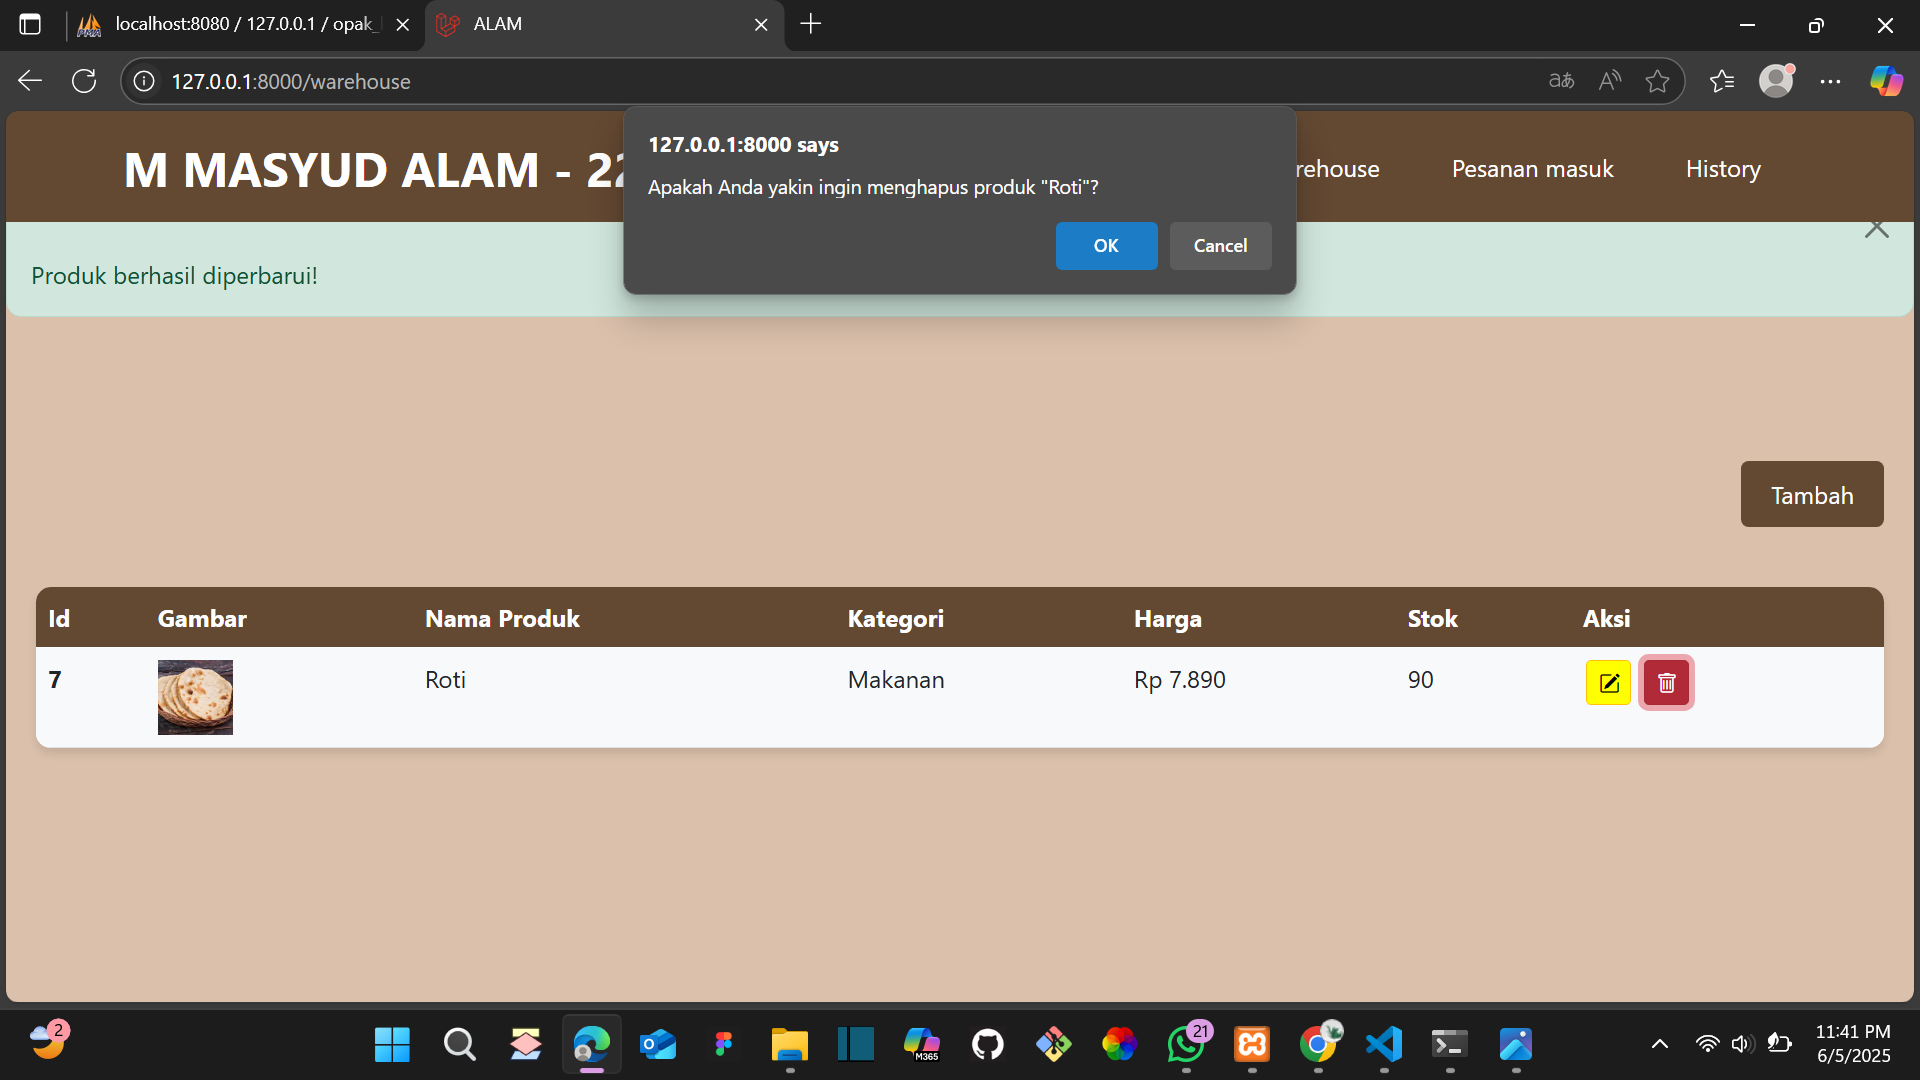 localhost:8080 / 127.0.0.1 / opak_
ALAM
127.0.0.1:8000/warehouse
127.0.0.1:8000 says
Apakah Anda yakin ingin menghapus produk "Roti"?
OK
Cancel
M MASYUD ALAM - 22
rehouse
Pesanan masuk
History
Produk berhasil diperbarui!
Tambah
Id Gambar Nama Produk Kategori Harga Stok Aksi
7 Roti Makanan Rp 7.890 90
2
M365
21
11:41 PM
6/5/2025